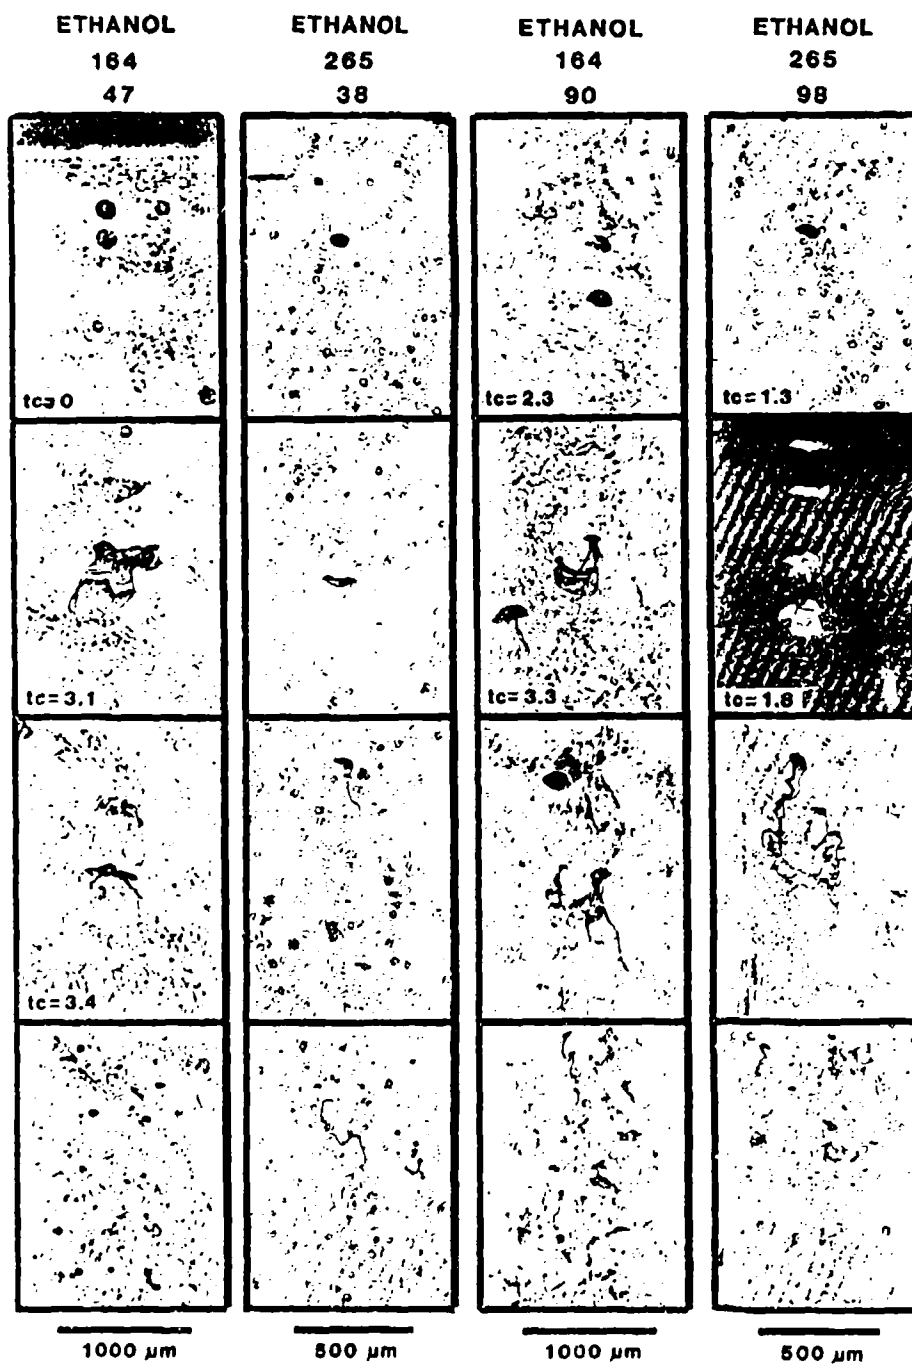 ETHANOL ETHANOL ETHANOL ETHANOL
164 265 164 265
47 38 90 98
tc=0 tc=2.3 tc=1.3
tc=3.1 tc=3.3 tc=1.8
tc=3.4
1000 µm 500 µm 1000 µm 500 µm